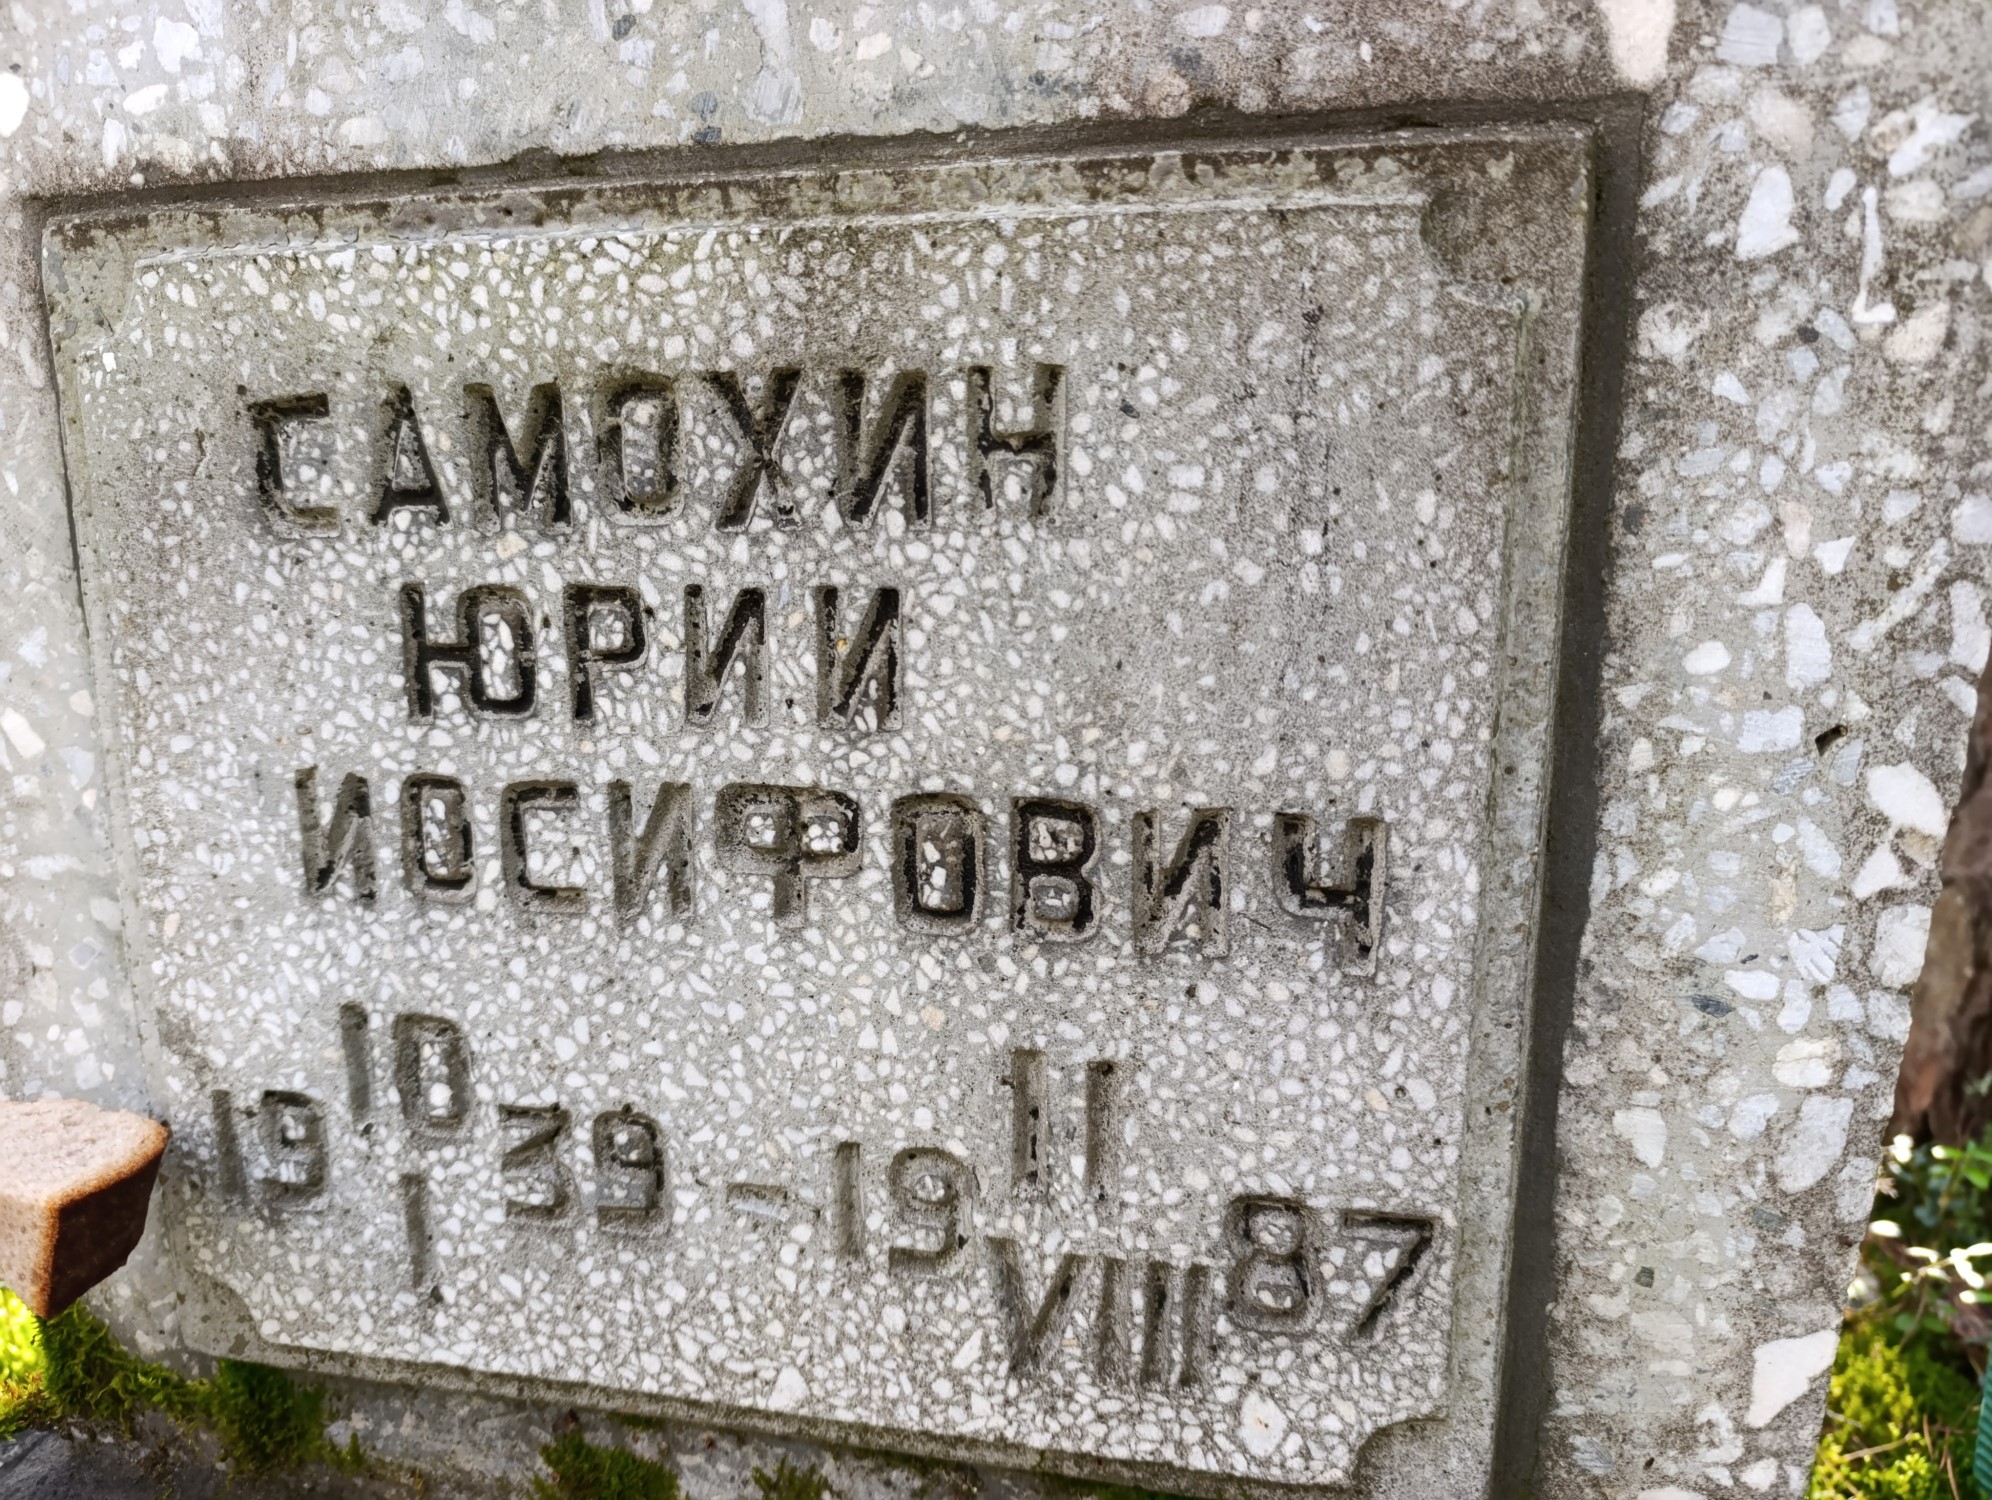 САМОХИН
ЮРИИ
ИОСИФОВИЧ
19 10 I 39 - 19 11 VIII 87